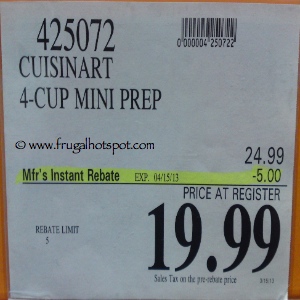 425072
000004250722
CUISINART
4-CUP MINI PREP
www.frugalhotspot.com
24.99
Mfr's Instant Rebate EXP. 04/15/13 -5.00
PRICE AT REGISTER
19.99
REBATE LIMIT
5
Sales Tax on the pre-rebate price